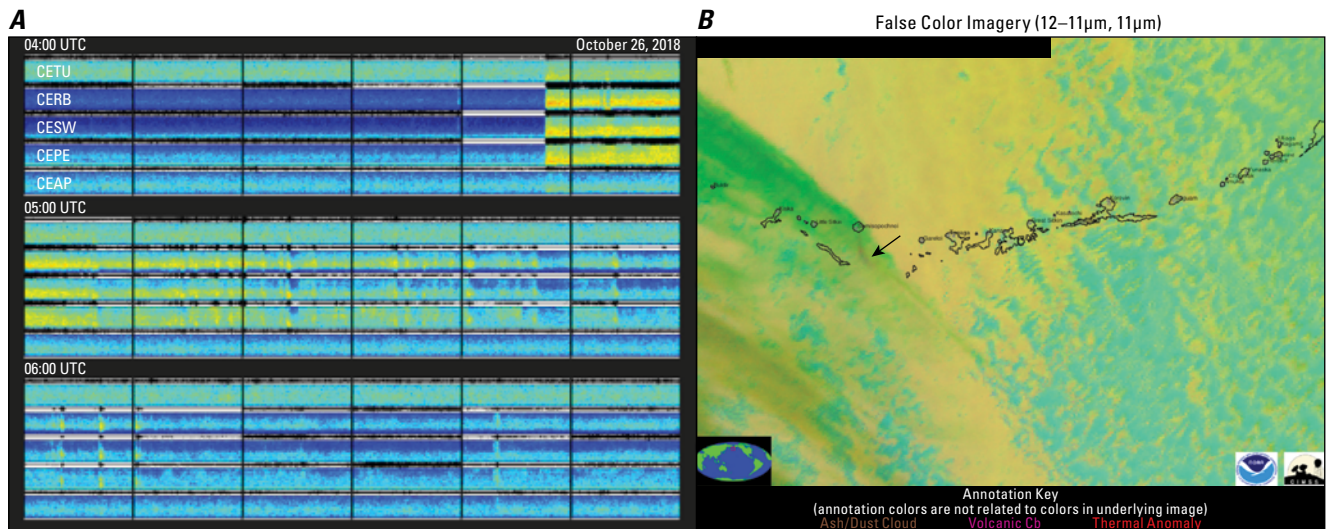 A
04:00 UTC
October 26, 2018
CETU
CERB
CESW
CEPE
CEAP
05:00 UTC
06:00 UTC
B
False Color Imagery (12–11µm, 11µm)
Annotation Key
(annotation colors are not related to colors in underlying image)
Ash/Dust Cloud Volcanic Cb Thermal Anomaly